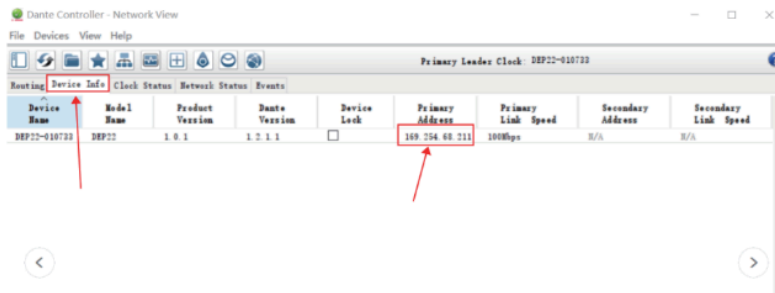 Dante Controller - Network View
File Devices View Help
Primary Leader Clock: DEP22-010733
Routing Device Info Clock Status Network Status Events
Device Name Model Name Product Version Dante Version Device Lock Primary Address Primary Link Speed Secondary Address Secondary Link Speed
DEP22-010733 DEP22 1.0.1 1.2.1.1 169.254.68.211 100Mbps N/A N/A